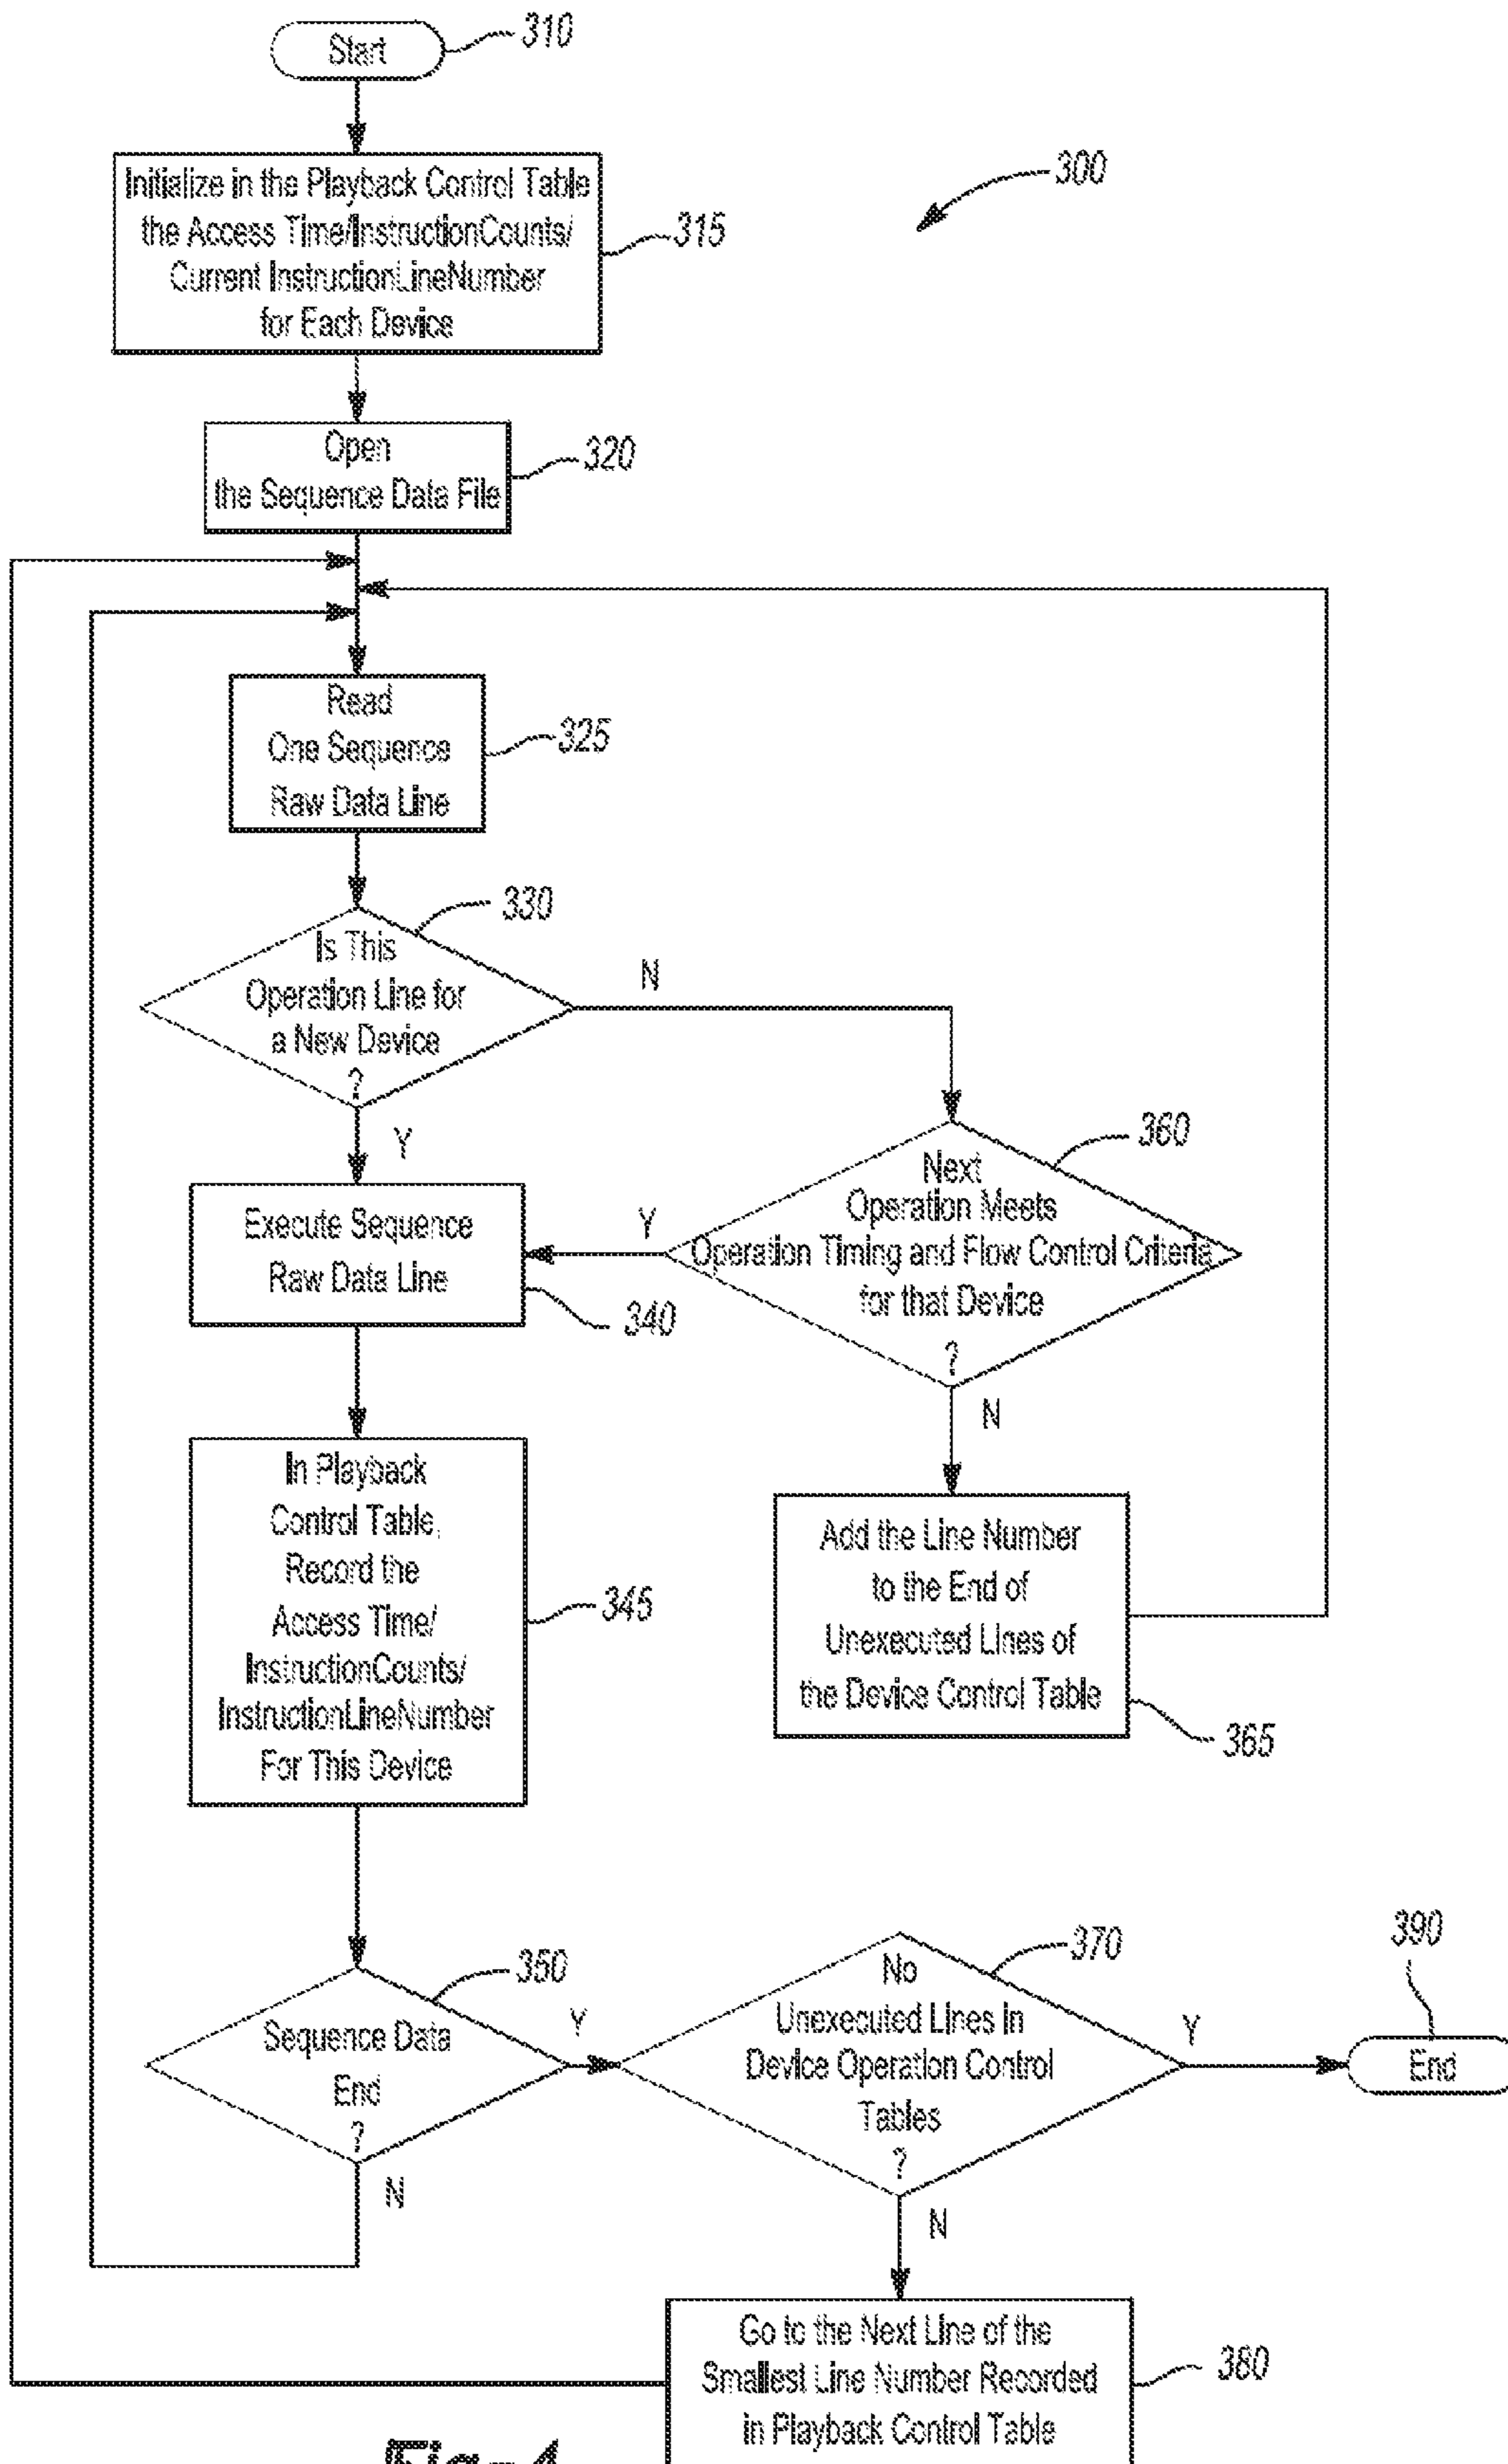 Start
310
300
Initialize in the Playback Control Table
the Access Time/InstructionCounts/
Current InstructionLineNumber
for Each Device
315
Open
the Sequence Data File
320
Read
One Sequence
Raw Data Line
325
330
Is This
Operation Line for
a New Device
?
N
Y
360
Next
Operation Meets
Operation Timing and Flow Control Criteria
for that Device
?
Y
N
Execute Sequence
Raw Data Line
340
In Playback
Control Table,
Record the
Access Time/
InstructionCounts/
InstructionLineNumber
For This Device
345
Add the Line Number
to the End of
Unexecuted Lines of
the Device Control Table
365
350
Sequence Data
End
?
Y
N
370
No
Unexecuted Lines in
Device Operation Control
Tables
?
Y
N
390
End
Go to the Next Line of the
Smallest Line Number Recorded
in Playback Control Table
380
Fig-4